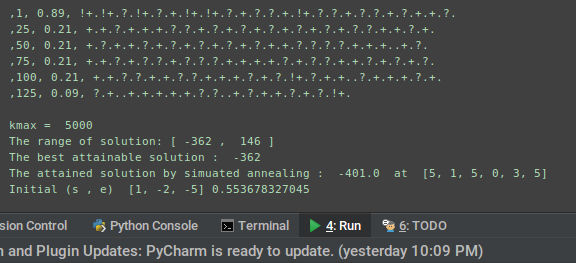 ,1, 0.89, !+.!+.?.!+.?.+.!+.!+.?.+.?.?.+.!+.?.?.+.?.?.+.?.+.+.?.
,25, 0.21, +.+.?.?.+.+.+.+.+.+.+.?.+.+.?.+.+.?.+.?.+.?.+.
,50, 0.21, +.+.+.?.+.+.+.+.+.+.?.+.?.+.?.+.?.+.+..+.?.
,75, 0.21, +.+.+.+.+.+.+.+.+.+.?.+.?.+.?.+.+.?.+.?.+.?.
,100, 0.21, +.+.?.?.+.+.+.+.+.?.+.?.?.!+.?.+.+..?.+.+.+.?.+.
,125, 0.09, ?.+..+.+.+.+.+.?.?..+.?.+.?.+.+.?.+.?.!+.
kmax =  5000
The range of solution: [ -362 ,  146 ]
The best attainable solution :  -362
The attained solution by simuated annealing :  -401.0  at  [5, 1, 5, 0, 3, 5]
Initial (s , e)  [1, -2, -5] 0.553678327045
sion Control Python Console Terminal 4: Run 6: TODO
and Plugin Updates: PyCharm is ready to update. (yesterday 10:09 PM)